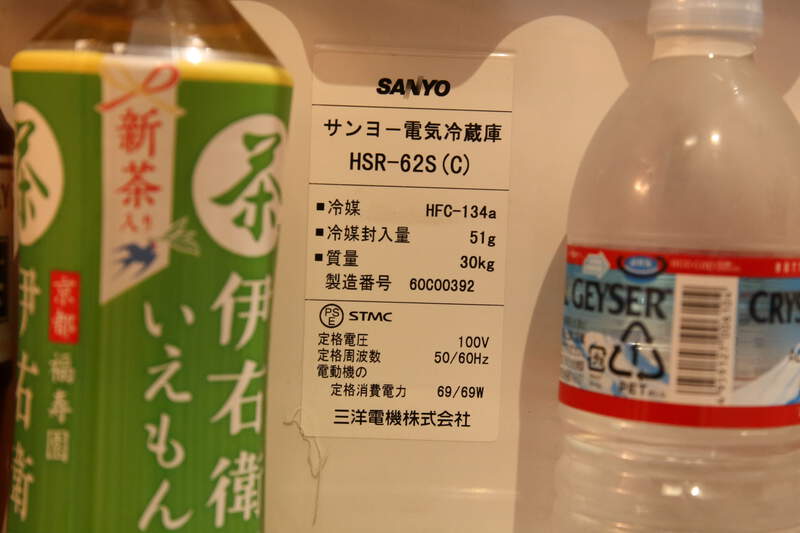 茶
新茶入り
茶
伊右衛
いえもん
京都
福寿園
伊右衛
SANYO
サンヨー電気冷蔵庫
HSR-62S(C)
■冷媒 HFC-134a
■冷媒封入量 51g
■質量 30kg
製造番号 60C00392
PSE STMC
定格電圧 100V
定格周波数 50/60Hz
電動機の
定格消費電力 69/69W
三洋電機株式会社
GEYSER
CRYS
PET